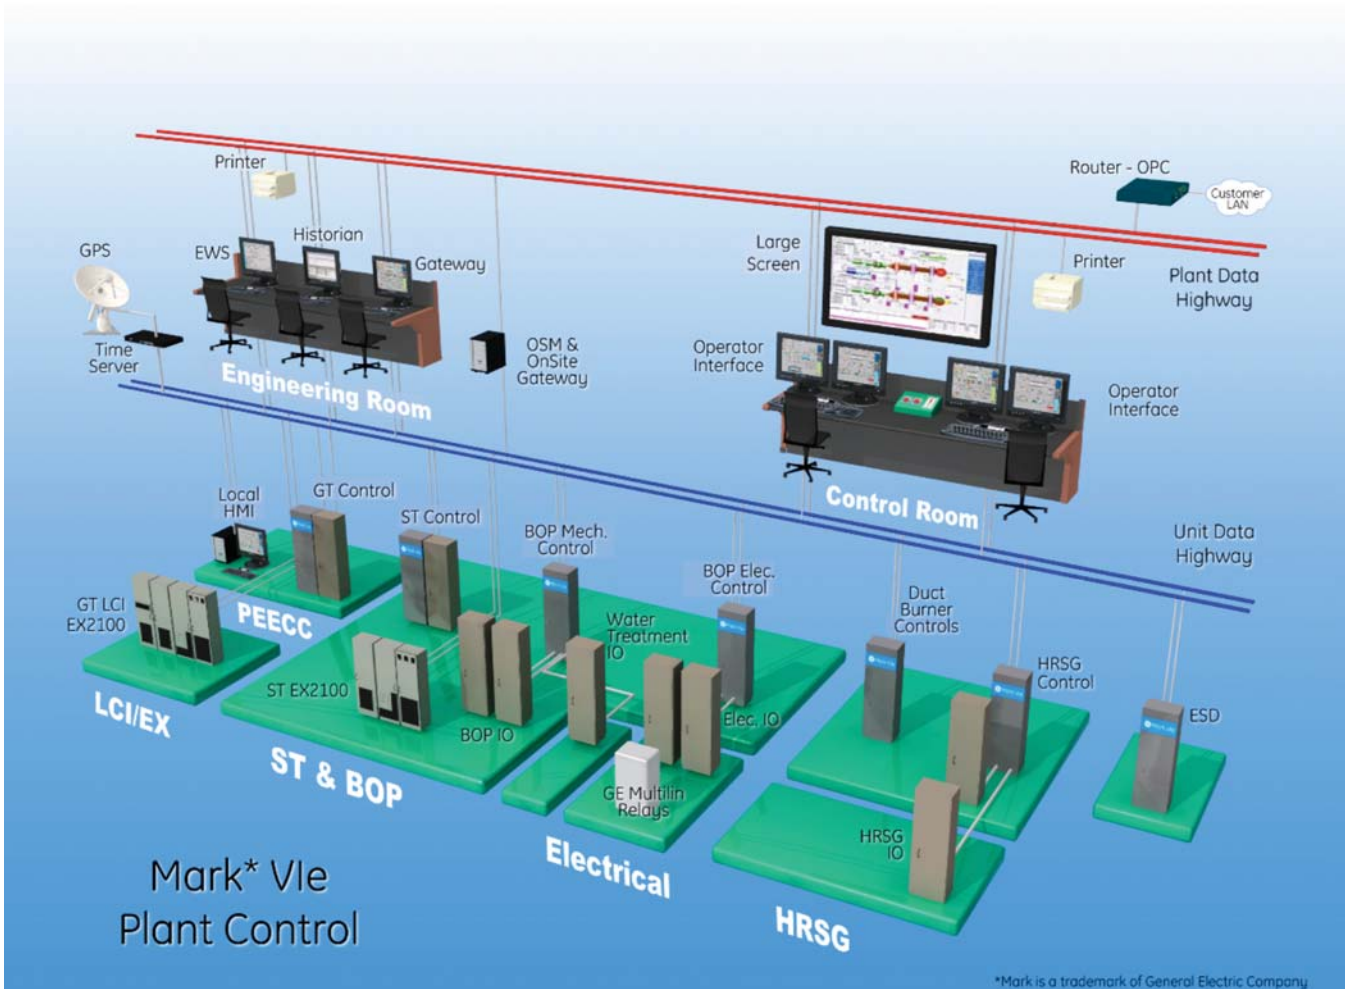 Printer
Router - OPC
Customer
LAN
GPS
EWS
Historian
Gateway
Large
Screen
Printer
Plant Data
Highway
Time
Server
OSM &
OnSite
Gateway
Operator
Interface
Operator
Interface
Engineering Room
Control Room
Local
HMI
GT Control
ST Control
BOP Mech.
Control
BOP Elec.
Control
Unit Data
Highway
GT LCI
EX2100
PEECC
Water
Treatment
IO
Duct
Burner
Controls
HRSG
Control
ST EX2100
BOP IO
Elec. IO
ESD
LCI/EX
ST & BOP
GE Multilin
Relays
HRSG
IO
Electrical
HRSG
Mark* VIe
Plant Control
*Mark is a trademark of General Electric Company